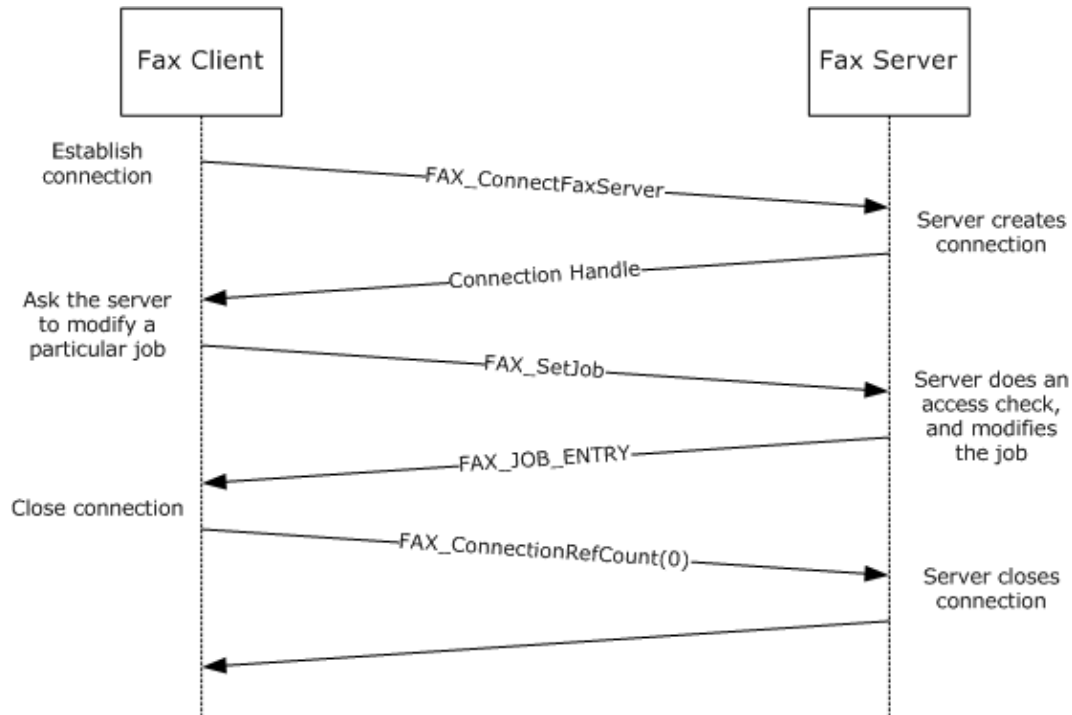 Fax Client
Fax Server
Establish
connection
FAX_ConnectFaxServer
Server creates
connection
Connection Handle
Ask the server
to modify a
particular job
FAX_SetJob
Server does an
access check,
and modifies
the job
FAX_JOB_ENTRY
Close connection
FAX_ConnectionRefCount(0)
Server closes
connection